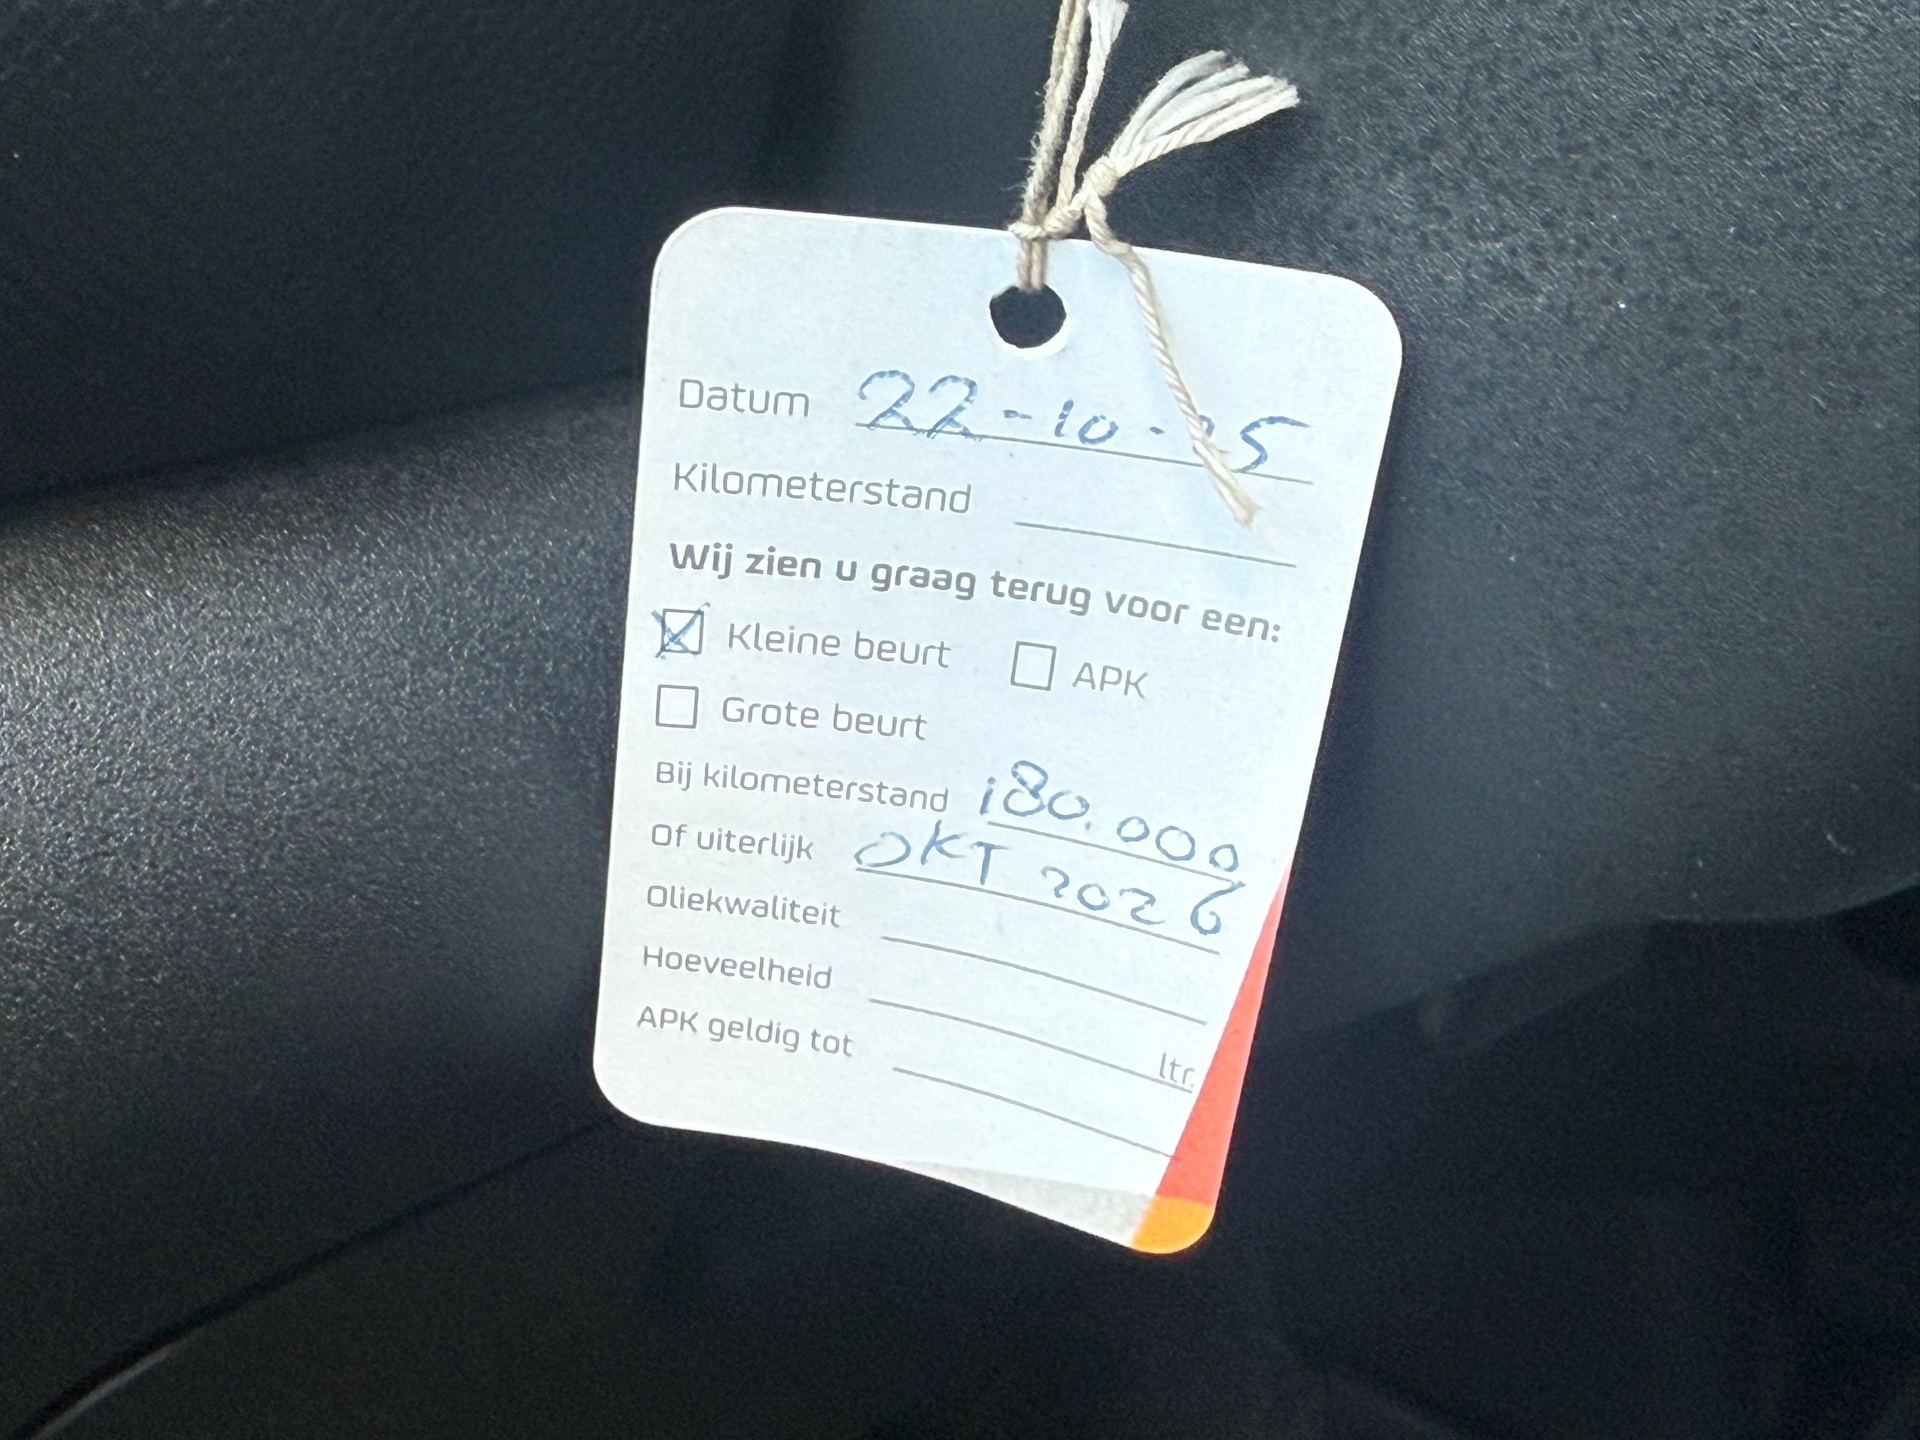 Datum 22-10-25
Kilometerstand
Wij zien u graag terug voor een:
Kleine beurt APK
Grote beurt
Bij kilometerstand 180.000
Of uiterlijk OKT 2026
Oliekwaliteit
Hoeveelheid ltr.
APK geldig tot